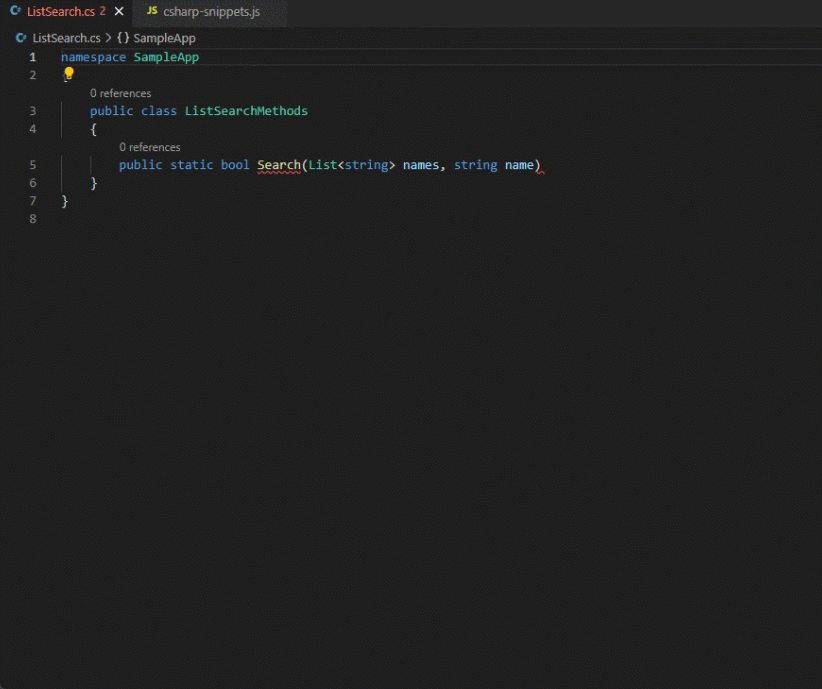 ListSearch.cs 2 JS csharp-snippets.js
ListSearch.cs > {} SampleApp
1 namespace SampleApp
2 {
0 references
3 public class ListSearchMethods
4 {
0 references
5 public static bool Search(List<string> names, string name)
6 }
7 }
8